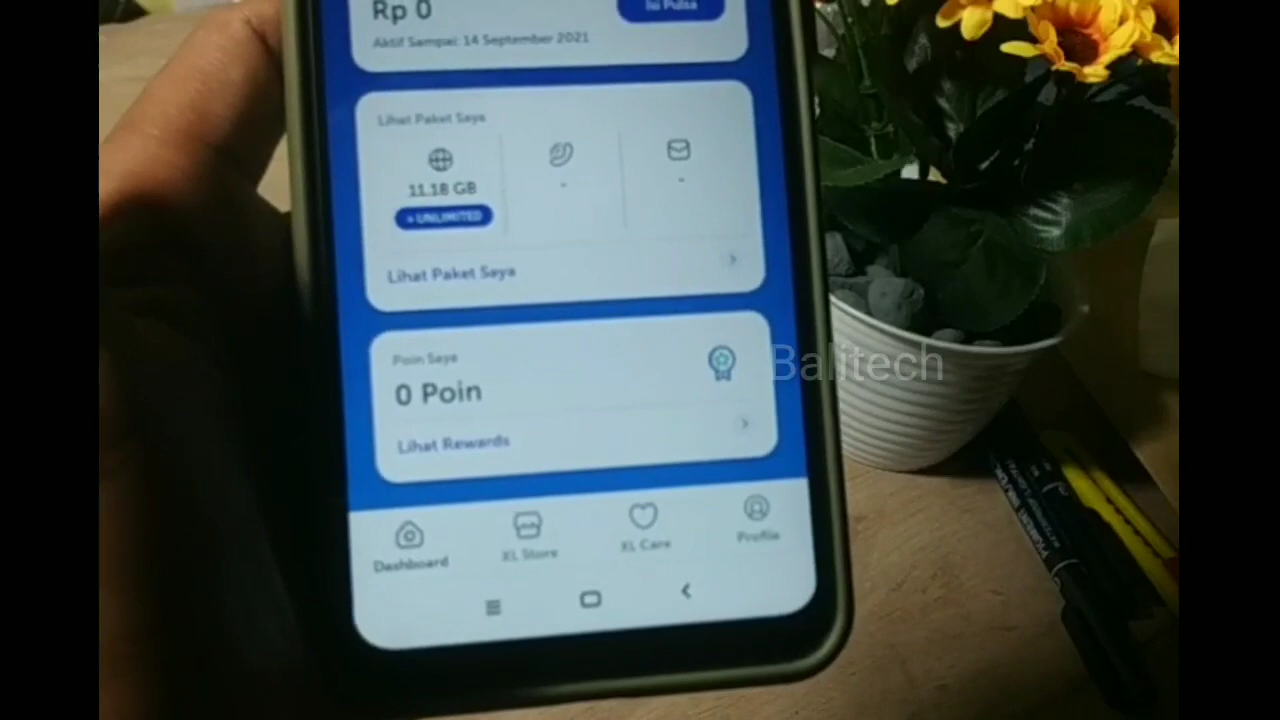 Rp 0
Isi Pulsa
Aktif Sampai: 14 September 2021
Lihat Paket Saya
11.18 GB
-
-
+ UNLIMITED
Lihat Paket Saya
Poin Saya
0 Poin
Lihat Rewards
Balitech
Dashboard
XL Store
XL Care
Profile